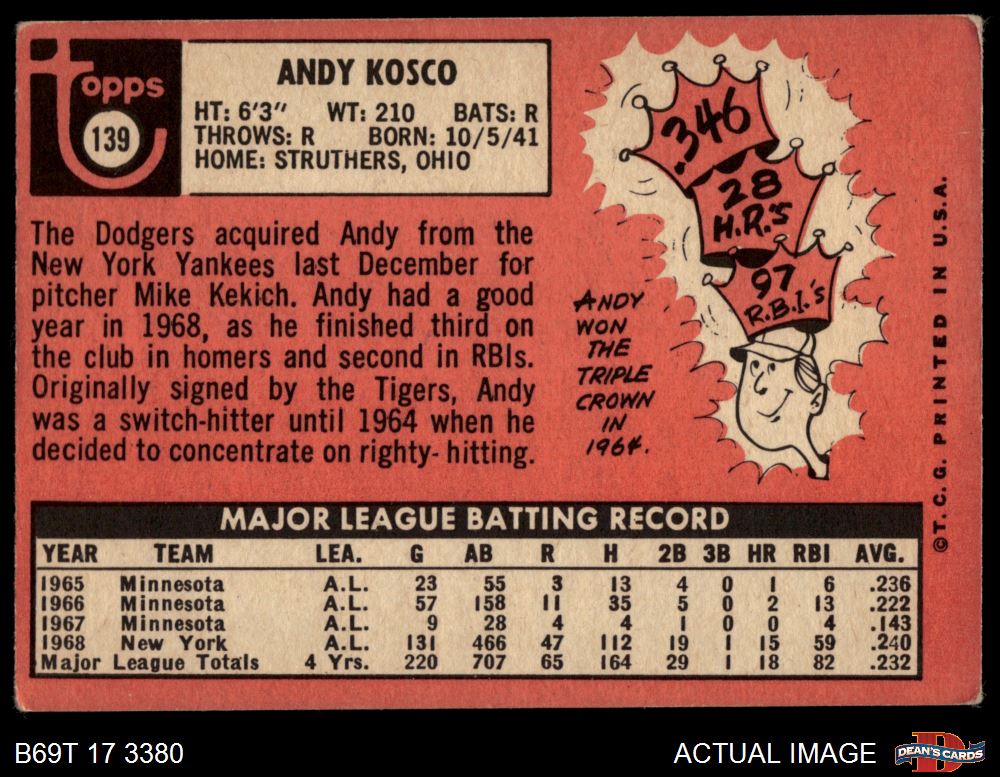 topps
139
ANDY KOSCO
HT: 6'3" WT: 210 BATS: R
THROWS: R BORN: 10/5/41
HOME: STRUTHERS, OHIO
The Dodgers acquired Andy from the
New York Yankees last December for
pitcher Mike Kekich. Andy had a good
year in 1968, as he finished third on
the club in homers and second in RBIs.
Originally signed by the Tigers, Andy
was a switch-hitter until 1964 when he
decided to concentrate on righty-hitting.
.346
28
H.R.'S
97
R.B.I.'s
ANDY
WON
THE
TRIPLE
CROWN
IN
1964.
©T.C.G. PRINTED IN U.S.A.
MAJOR LEAGUE BATTING RECORD
YEAR TEAM LEA. G AB R H 2B 3B HR RBI AVG.
1965 Minnesota A.L. 23 55 3 13 4 0 1 6 .236
1966 Minnesota A.L. 57 158 11 35 5 0 2 13 .222
1967 Minnesota A.L. 9 28 4 4 1 0 0 4 .143
1968 New York A.L. 131 466 47 112 19 1 15 59 .240
Major League Totals 4 Yrs. 220 707 65 164 29 1 18 82 .232
B69T 17 3380
ACTUAL IMAGE
D
DEAN'S CARDS